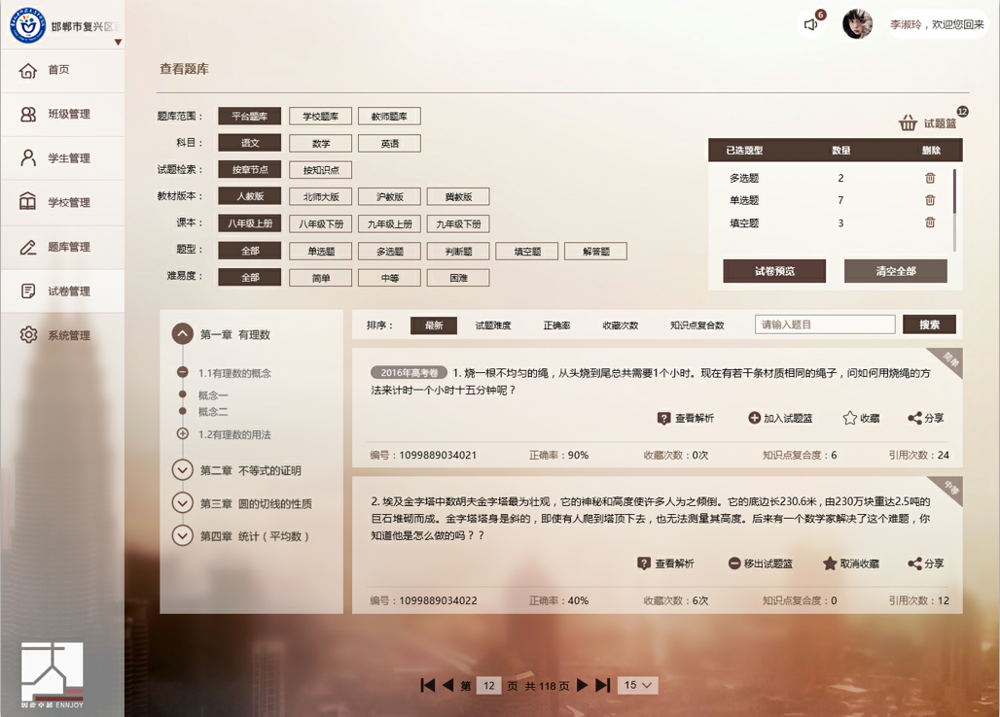 邯郸市复兴区
6
李淑玲，欢迎您回来
首页
班级管理
学生管理
学校管理
题库管理
试卷管理
系统管理
查看题库
题库范围： 平台题库 学校题库 教师题库
科目： 语文 数学 英语
试题检索： 按章节点 按知识点
教材版本： 人教版 北师大版 沪教版 冀教版
课本： 八年级上册 八年级下册 九年级上册 九年级下册
题型： 全部 单选题 多选题 判断题 填空题 解答题
难易度： 全部 简单 中等 困难
试题篮 12
已选题型 数量 删除
多选题 2
单选题 7
填空题 3
试卷预览 清空全部
第一章 有理数
1.1有理数的概念
概念一
概念二
1.2有理数的用法
第二章 不等式的证明
第三章 圆的切线的性质
第四章 统计（平均数）
排序： 最新 试题难度 正确率 收藏次数 知识点复合数 请输入题目 搜索
简单
2016年高考卷 1. 烧一根不均匀的绳，从头烧到尾总共需要1个小时。现在有若干条材质相同的绳子，问如何用烧绳的方
法来计时一个小时十五分钟呢？
查看解析 加入试题篮 收藏 分享
编号：1099889034021 正确率：90% 收藏次数：0次 知识点复合度：6 引用次数：24
中等
2. 埃及金字塔中数胡夫金字塔最为壮观，它的神秘和高度使许多人为之倾倒。它的底边长230.6米，由230万块重达2.5吨的
巨石堆砌而成。金字塔塔身是斜的，即使有人爬到塔顶下去，也无法测量其高度。后来有一个数学家解决了这个难题，你
知道他是怎么做的吗？？
查看解析 移出试题篮 取消收藏 分享
编号：1099889034022 正确率：40% 收藏次数：6次 知识点复合度：0 引用次数：12
第 12 页 共 118 页 15
ENNJOY